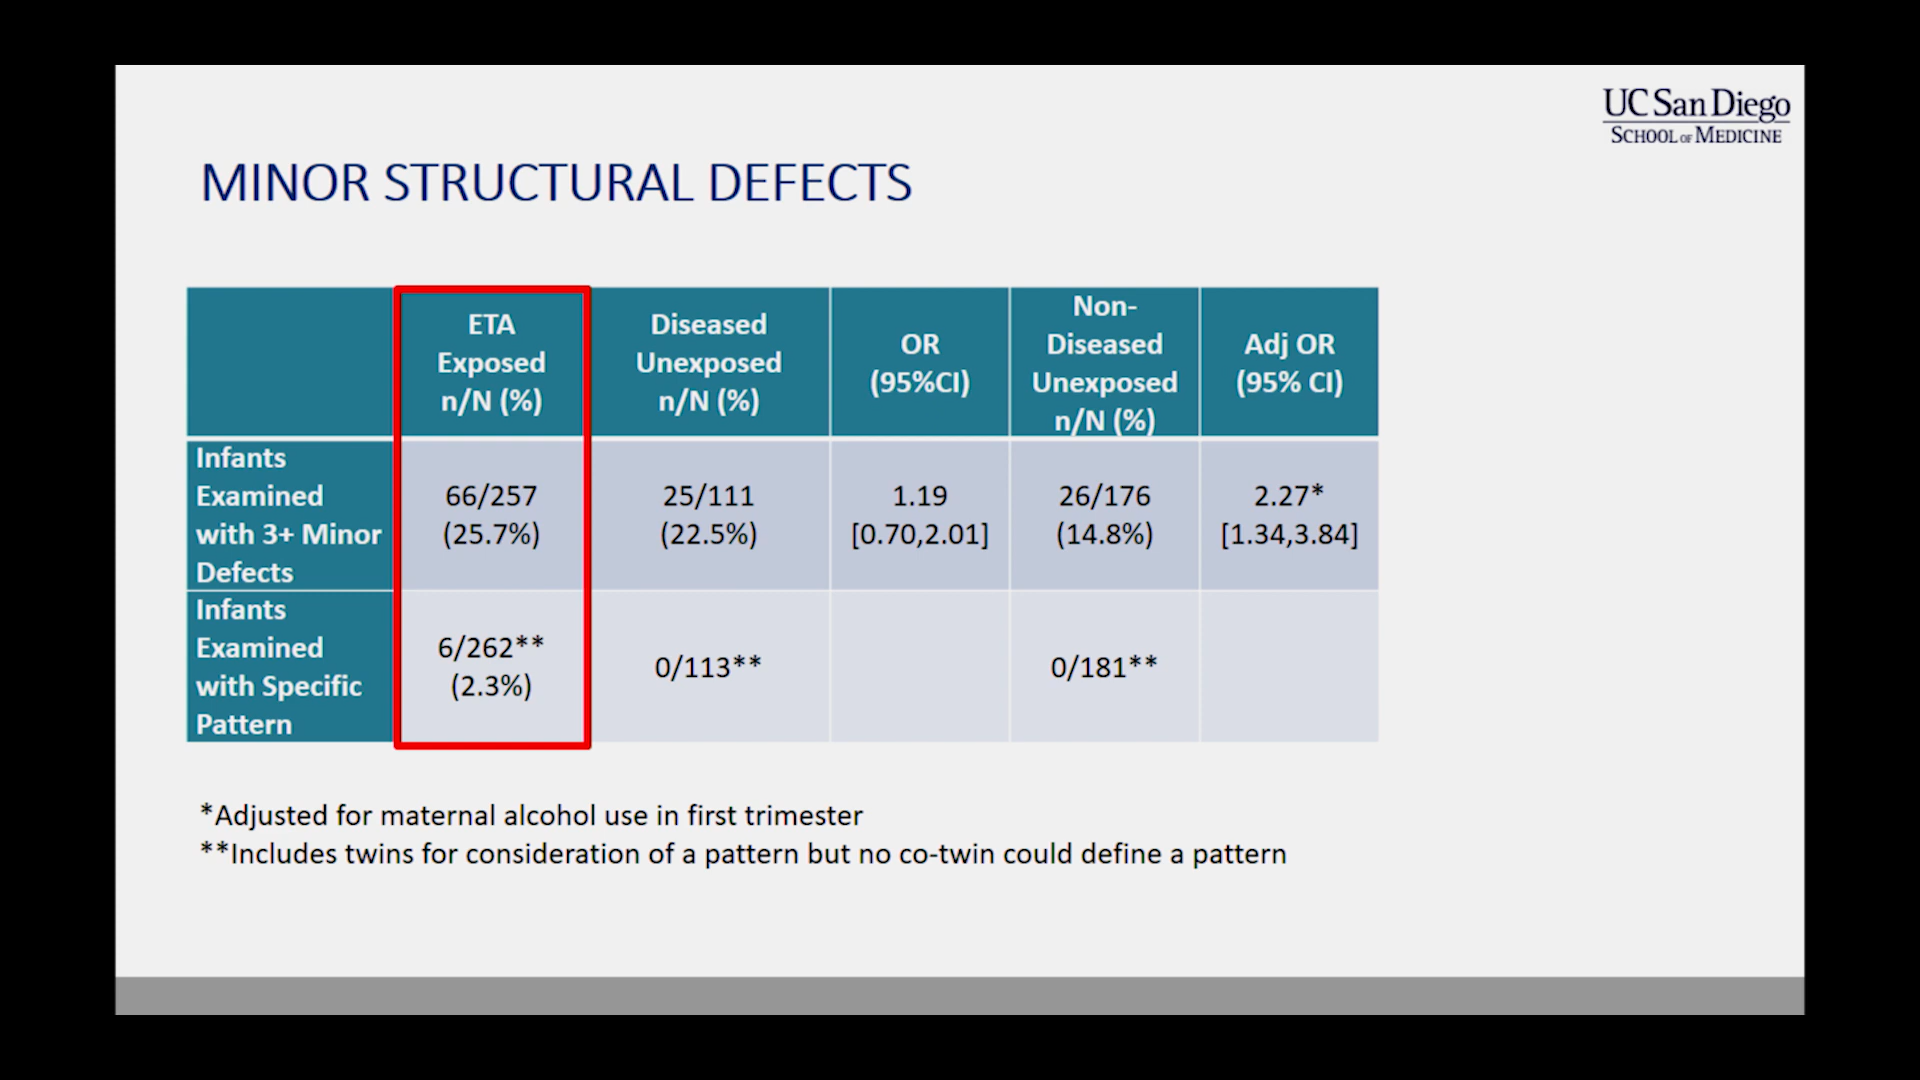 UC San Diego
SCHOOL OF MEDICINE
MINOR STRUCTURAL DEFECTS
ETA
Exposed
n/N (%)
Diseased
Unexposed
n/N (%)
OR
(95%CI)
Non-
Diseased
Unexposed
n/N (%)
Adj OR
(95% CI)
Infants
Examined
with 3+ Minor
Defects
66/257
(25.7%)
25/111
(22.5%)
1.19
[0.70,2.01]
26/176
(14.8%)
2.27*
[1.34,3.84]
Infants
Examined
with Specific
Pattern
6/262**
(2.3%)
0/113**
0/181**
*Adjusted for maternal alcohol use in first trimester
**Includes twins for consideration of a pattern but no co-twin could define a pattern